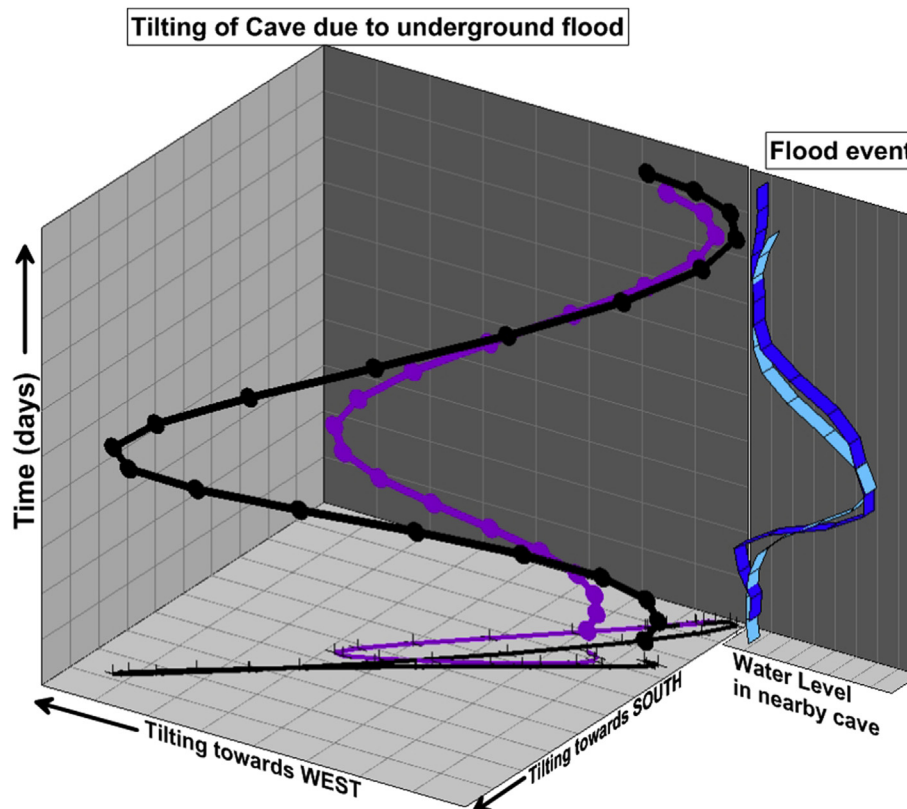 Tilting of Cave due to underground flood
Flood event
Time (days)
Tilting towards WEST
Tilting towards SOUTH
Water Level
in nearby cave